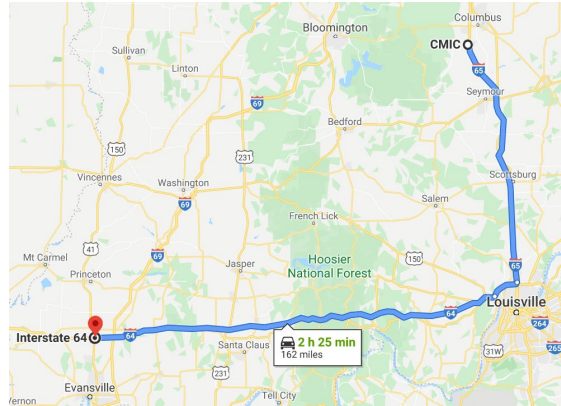 Columbus
Bloomington
CMIC
Sullivan
65
Linton
Seymour
69
Bedford
150
231
Vincennes
Washington
Scottsburg
69
Salem
French Lick
41
Mt Carmel
69
Jasper
Hoosier
National Forest
150
65
Princeton
Louisville
Interstate 64
64
64
264
Santa Claus
2 h 25 min
162 miles
31W
265
231
Evansville
Vernon
Tell City